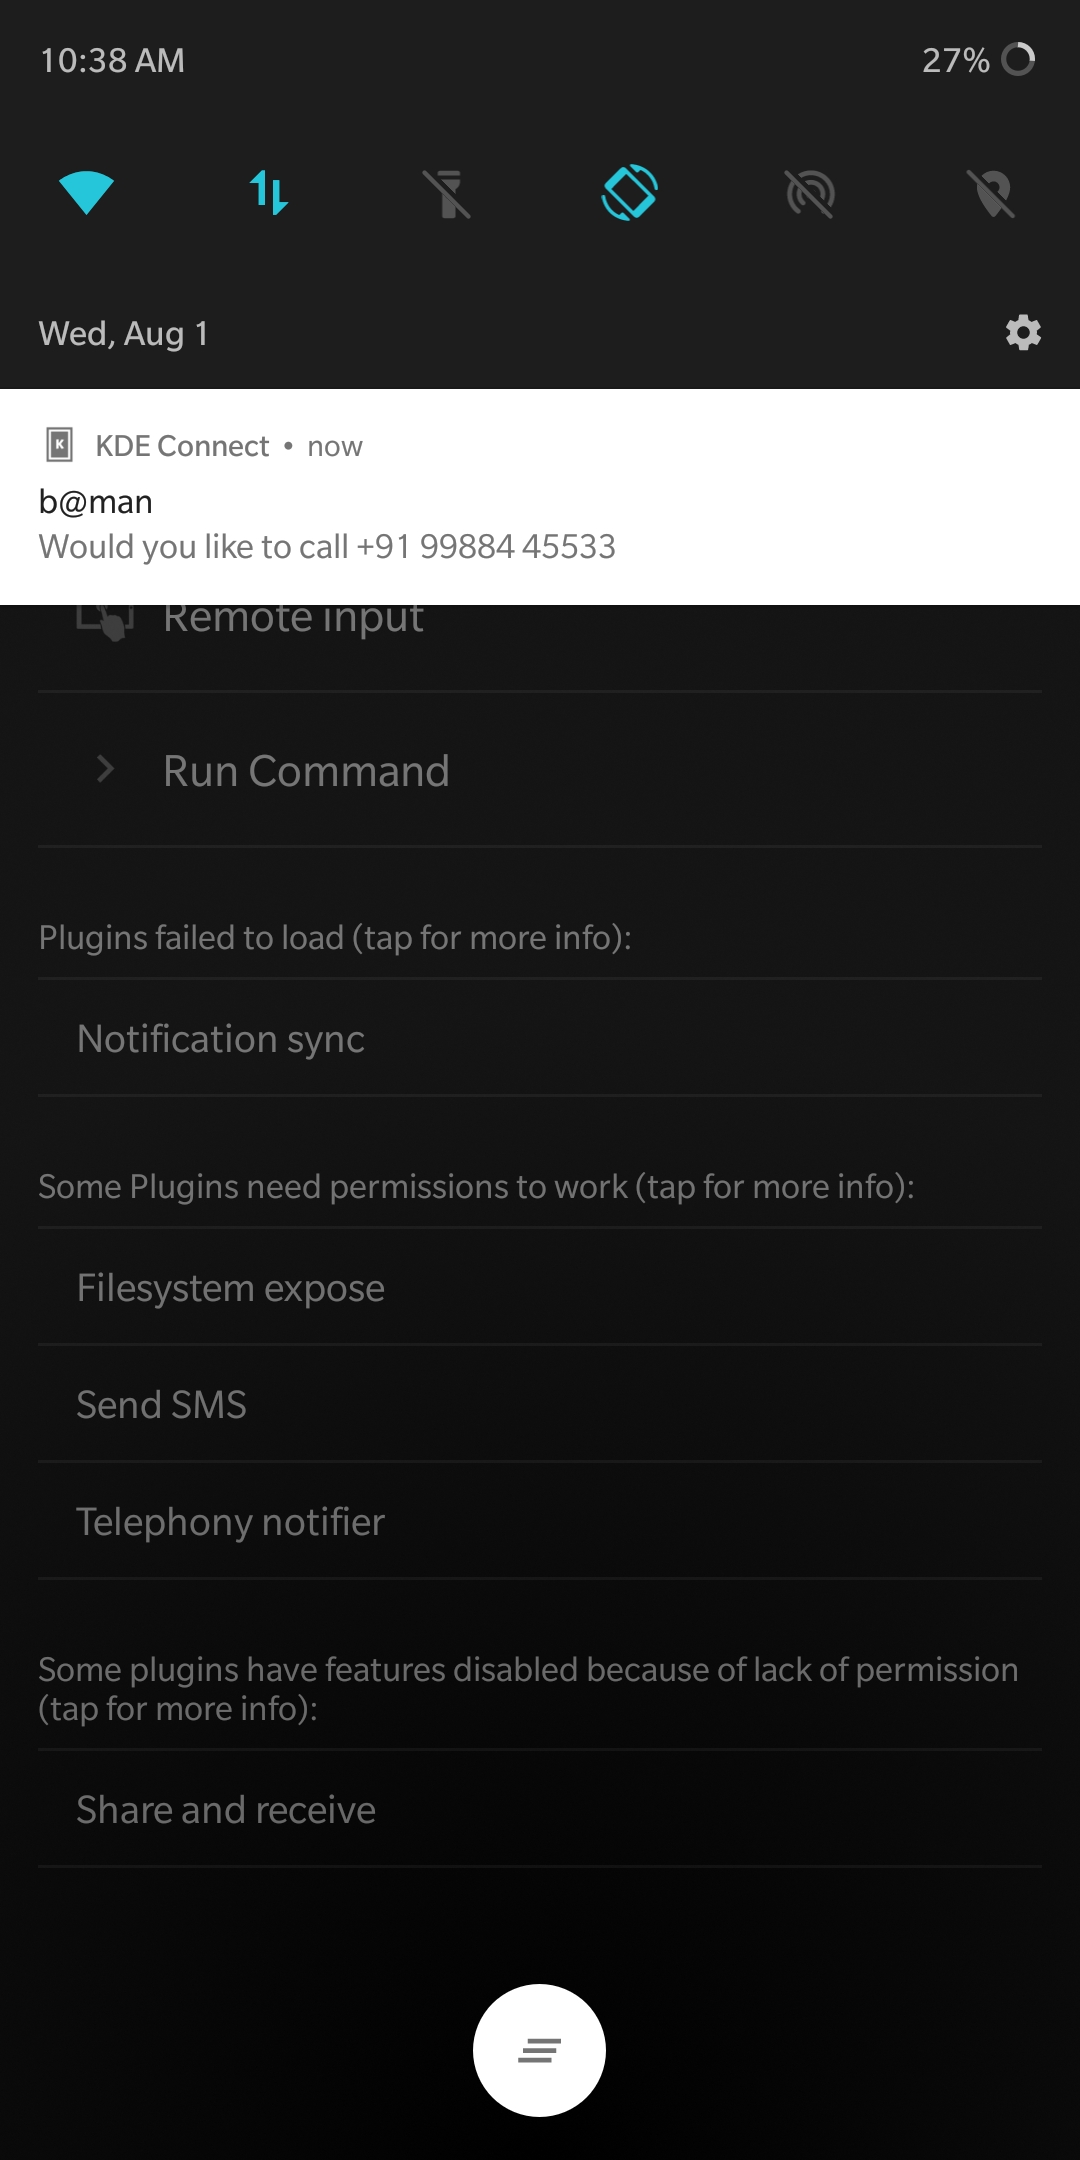 10:38 AM 27%
Wed, Aug 1
K KDE Connect • now
b@man
Would you like to call +91 99884 45533
Remote input
Run Command
Plugins failed to load (tap for more info):
Notification sync
Some Plugins need permissions to work (tap for more info):
Filesystem expose
Send SMS
Telephony notifier
Some plugins have features disabled because of lack of permission
(tap for more info):
Share and receive